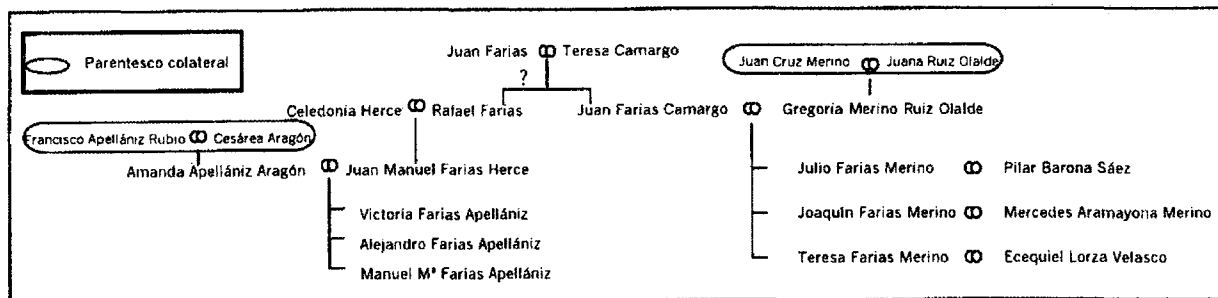 Juan Farias Teresa Camargo
Parentesco colateral
Juan Cruz Merino Juana Ruiz Olalde
?
Celedonia Herce Rafael Farias Juan Farias Camargo Gregoria Merino Ruiz Olalde
Francisco Apellániz Rubio Cesárea Aragón
Amanda Apellániz Aragón Juan Manuel Farias Herce
Julio Farias Merino Pilar Barona Sáez
Victoria Farias Apellániz
Joaquin Farias Merino Mercedes Aramayona Merino
Alejandro Farias Apellániz
Teresa Farias Merino Ecequiel Lorza Velasco
Manuel Mª Farias Apellániz